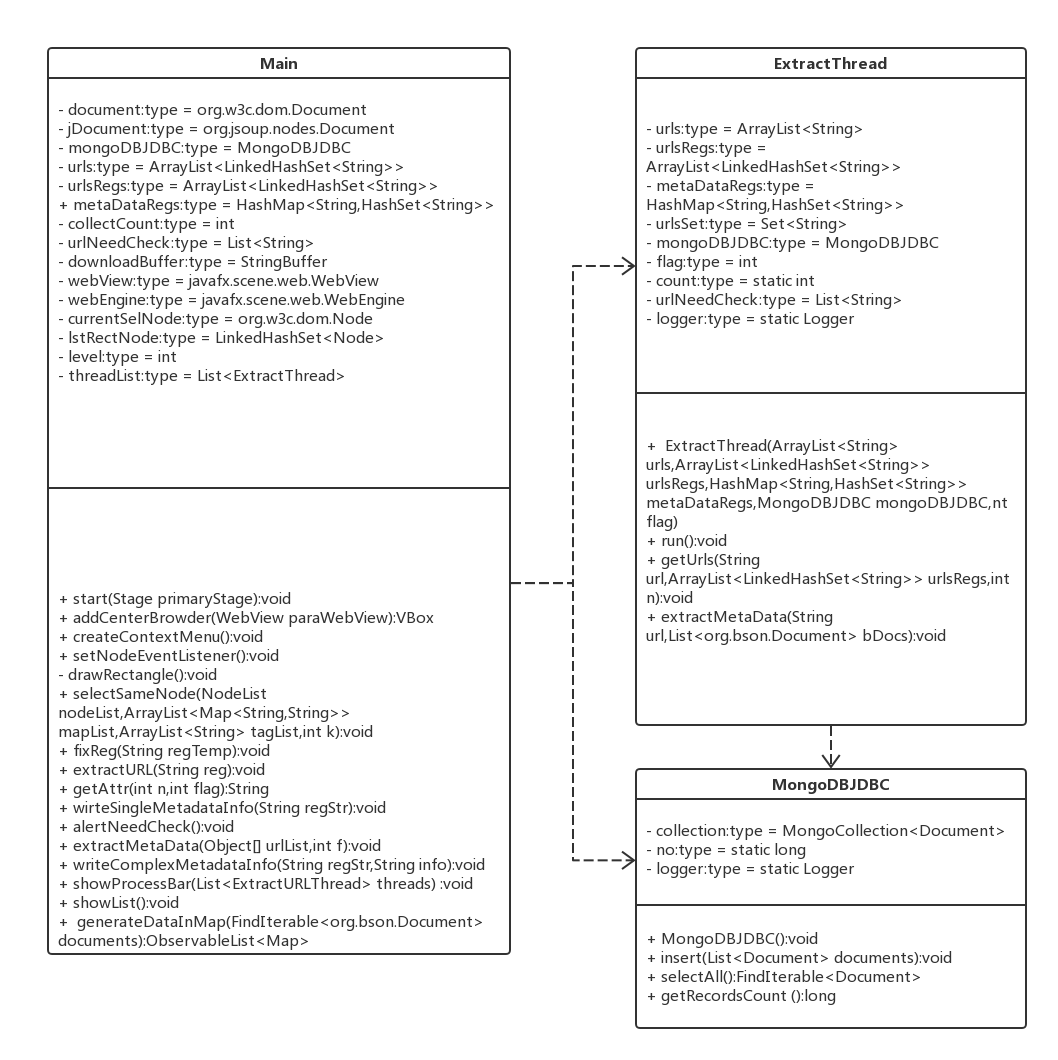 Main
- document:type = org.w3c.dom.Document
- jDocument:type = org.jsoup.nodes.Document
- mongoDBJDBC:type = MongoDBJDBC
- urls:type = ArrayList<LinkedHashSet<String>>
- urlsRegs:type = ArrayList<LinkedHashSet<String>>
+ metaDataRegs:type = HashMap<String,HashSet<String>>
- collectCount:type = int
- urlNeedCheck:type = List<String>
- downloadBuffer:type = StringBuffer
- webView:type = javafx.scene.web.WebView
- webEngine:type = javafx.scene.web.WebEngine
- currentSelNode:type = org.w3c.dom.Node
- lstRectNode:type = LinkedHashSet<Node>
- level:type = int
- threadList:type = List<ExtractThread>
+ start(Stage primaryStage):void
+ addCenterBrowder(WebView paraWebView):VBox
+ createContextMenu():void
+ setNodeEventListener():void
- drawRectangle():void
+ selectSameNode(NodeList
nodeList,ArrayList<Map<String,String>>
mapList,ArrayList<String> tagList,int k):void
+ fixReg(String regTemp):void
+ extractURL(String reg):void
+ getAttr(int n,int flag):String
+ wirteSingleMetadataInfo(String regStr):void
+ alertNeedCheck():void
+ extractMetaData(Object[] urlList,int f):void
+ writeComplexMetadataInfo(String regStr,String info):void
+ showProcessBar(List<ExtractURLThread> threads) :void
+ showList():void
+  generateDataInMap(FindIterable<org.bson.Document>
documents):ObservableList<Map>
ExtractThread
- urls:type = ArrayList<String>
- urlsRegs:type =
ArrayList<LinkedHashSet<String>>
- metaDataRegs:type =
HashMap<String,HashSet<String>>
- urlsSet:type = Set<String>
- mongoDBJDBC:type = MongoDBJDBC
- flag:type = int
- count:type = static int
- urlNeedCheck:type = List<String>
- logger:type = static Logger
+  ExtractThread(ArrayList<String>
urls,ArrayList<LinkedHashSet<String>>
urlsRegs,HashMap<String,HashSet<String>>
metaDataRegs,MongoDBJDBC mongoDBJDBC,nt
flag)
+ run():void
+ getUrls(String
url,ArrayList<LinkedHashSet<String>> urlsRegs,int
n):void
+ extractMetaData(String
url,List<org.bson.Document> bDocs):void
MongoDBJDBC
- collection:type = MongoCollection<Document>
- no:type = static long
- logger:type = static Logger
+ MongoDBJDBC():void
+ insert(List<Document> documents):void
+ selectAll():FindIterable<Document>
+ getRecordsCount ():long